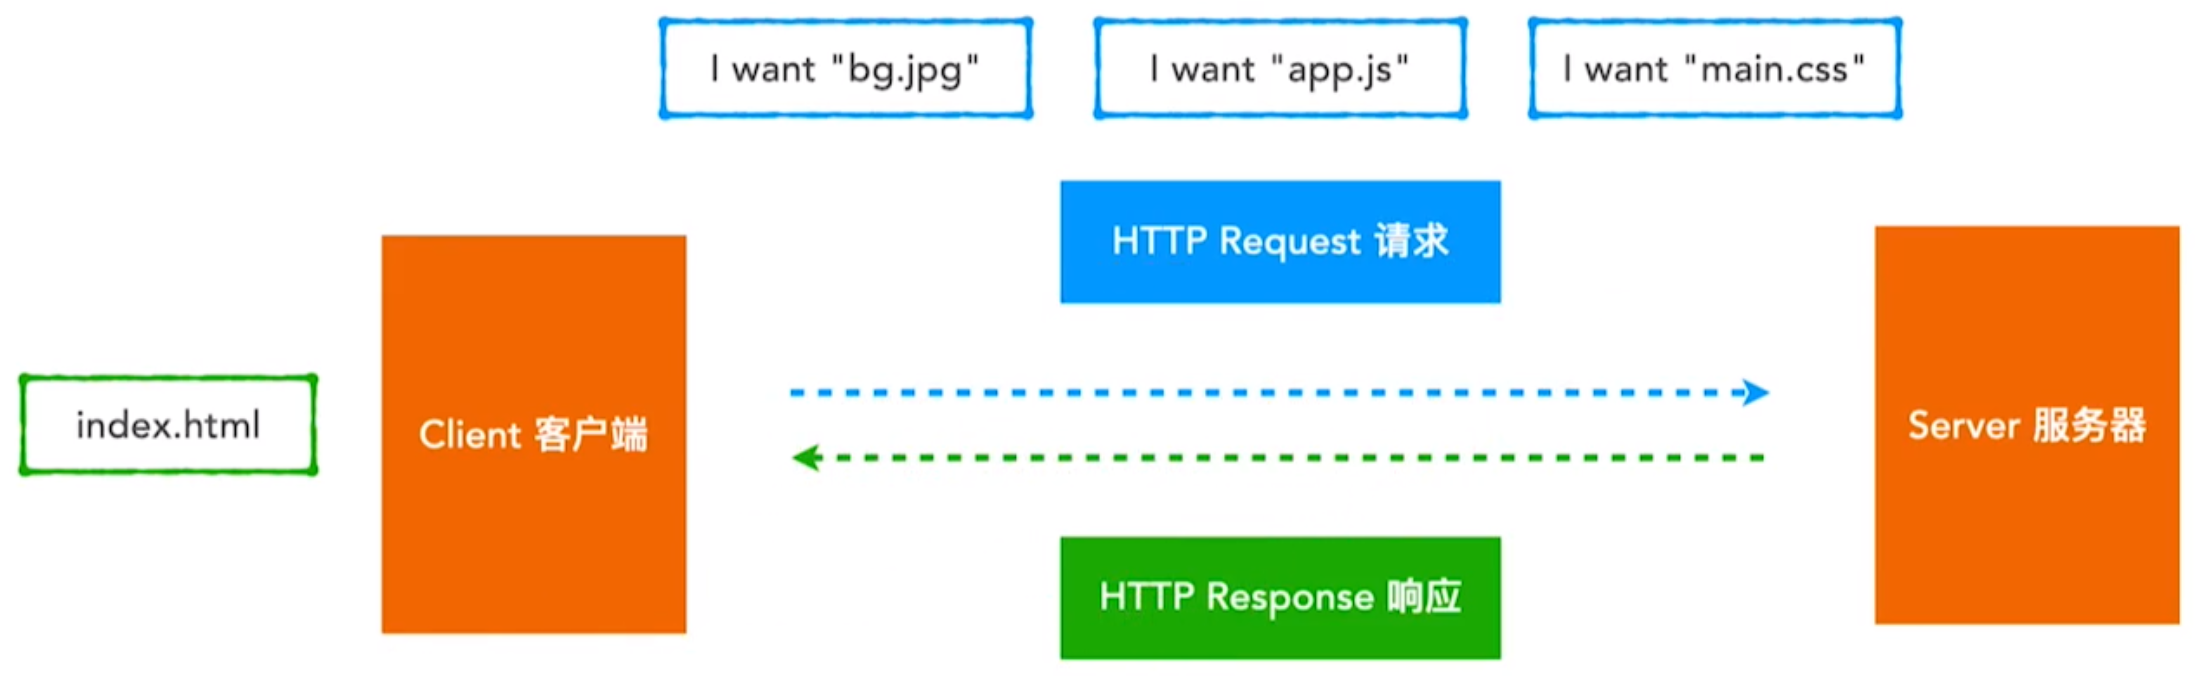 I want "bg.jpg"
I want "app.js"
I want "main.css"
HTTP Request 请求
index.html
Client 客户端
Server 服务器
HTTP Response 响应